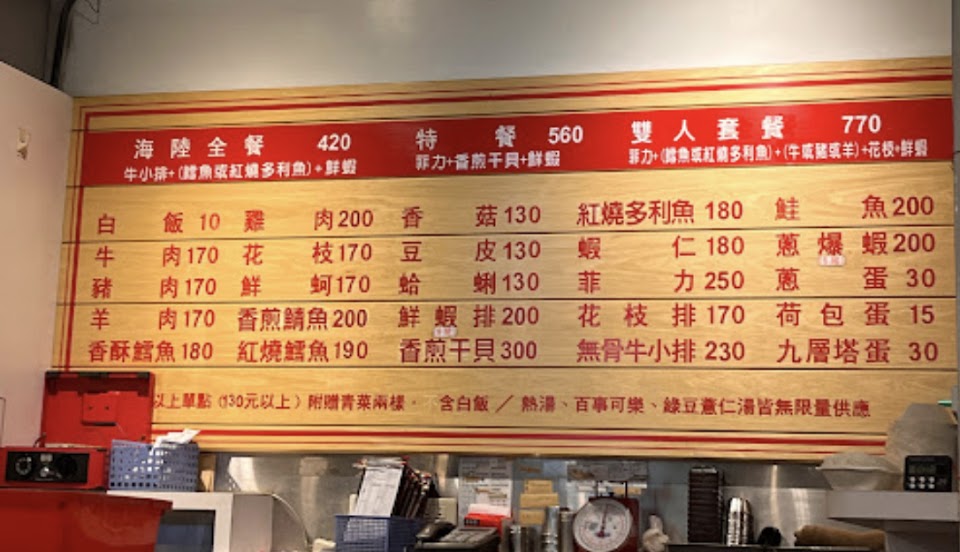 海陸全餐 420 特餐 560 雙人套餐 770
牛小排+(鱈魚或紅燒多利魚)+鮮蝦 菲力+香煎干貝+鮮蝦 菲力+(鱈魚或紅燒多利魚)+(牛或豬或羊)+花枝+鮮蝦
白飯 10 雞肉 200 香菇 130 紅燒多利魚 180 鮭魚 200
牛肉 170 花枝 170 豆皮 130 蝦仁 180 蔥爆蝦 200
豬肉 170 鮮蚵 170 蛤蜊 130 菲力 250 蔥蛋 30
羊肉 170 香煎鯖魚 200 鮮蝦排 200 花枝排 170 荷包蛋 15
香酥鱈魚 180 紅燒鱈魚 190 香煎干貝 300 無骨牛小排 230 九層塔蛋 30
以上單點(130元以上)附贈青菜兩樣. 含白飯/熱湯、百事可樂、綠豆薏仁湯皆無限量供應